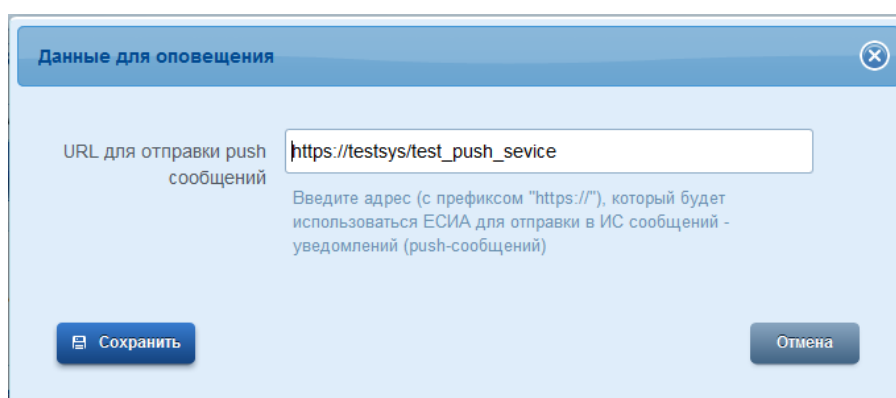 Данные для оповещения
URL для отправки push
сообщений
https://testsys/test_push_sevice
Введите адрес (с префиксом "https://"), который будет
использоваться ЕСИА для отправки в ИС сообщений -
уведомлений (push-сообщений)
Сохранить
Отмена